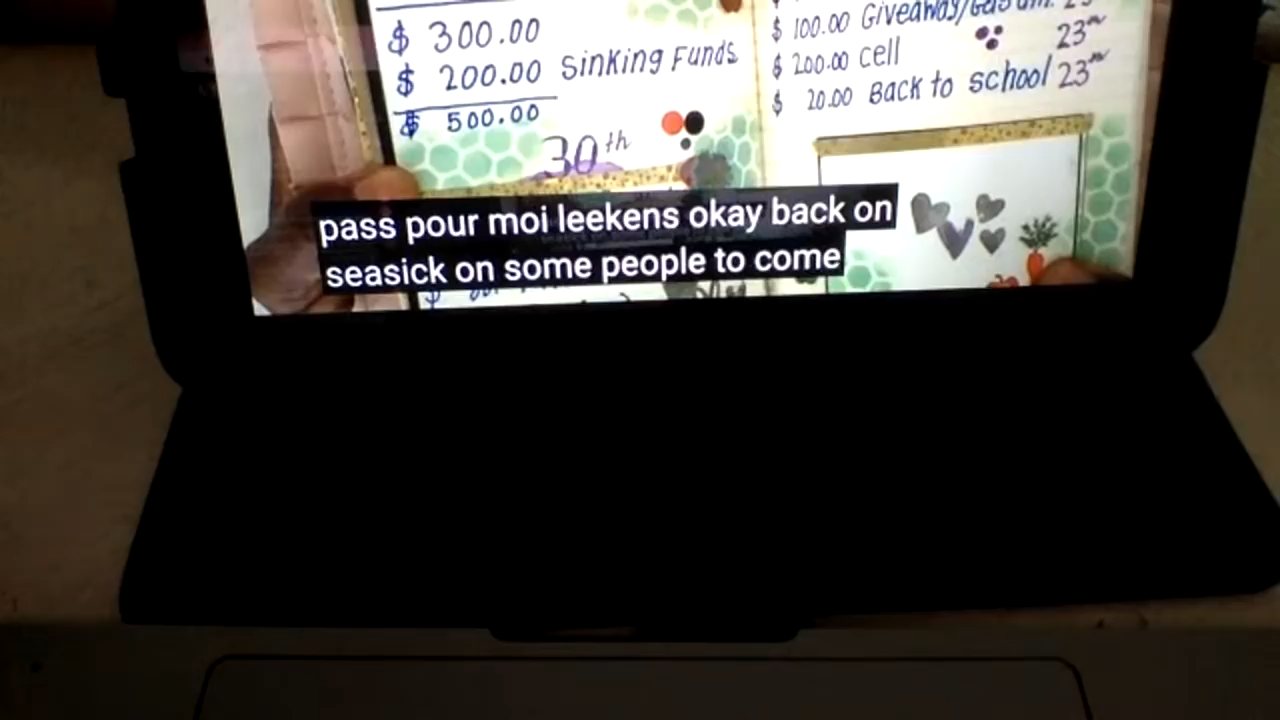 $ 300.00
$ 200.00 Sinking Funds
$ 500.00
30th
$ 100.00 Giveaway/
$ 200.00 cell 23rd
$ 20.00 Back to school 23rd
pass pour moi leekens okay back on
seasick on some people to come